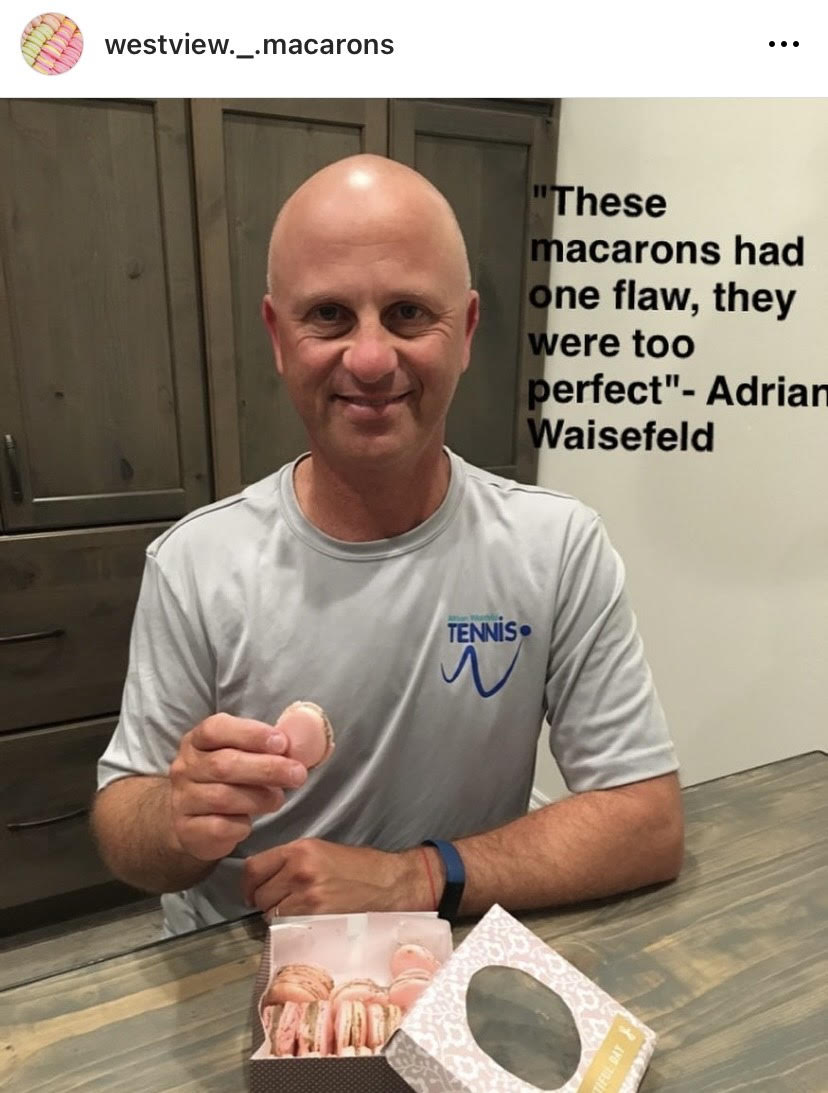 westview._.macarons
"These
macarons had
one flaw, they
were too
perfect"- Adrian
Waisefeld
TENNiS